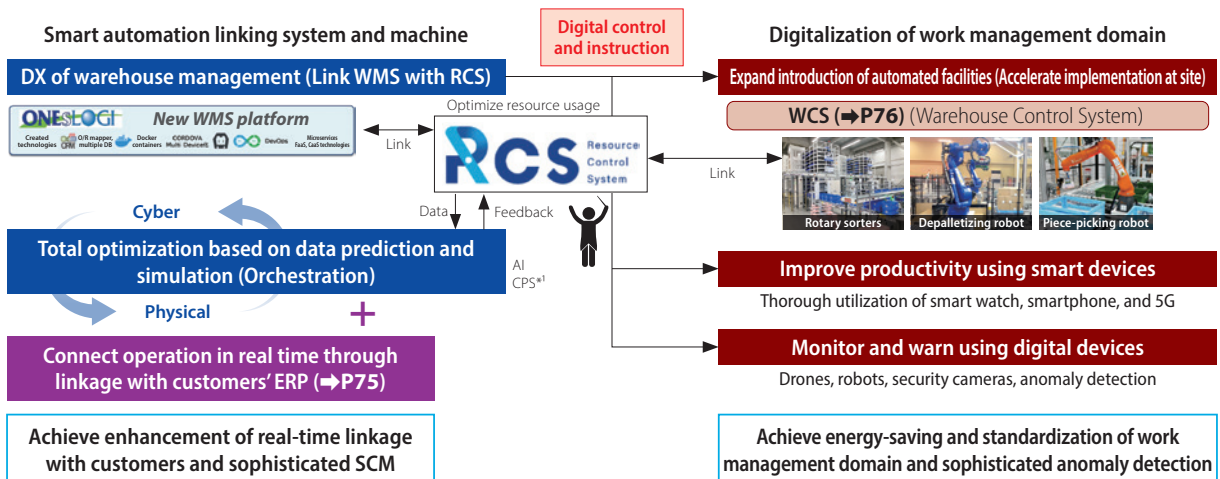 Smart automation linking system and machine
Digital control
and instruction
Digitalization of work management domain
DX of warehouse management (Link WMS with RCS)
Expand introduction of automated facilities (Accelerate implementation at site)
ONEsLOGI New WMS platform
Created
technologies
ORM
O/R mapper,
multiple DB
Docker
containers
CORDOVA
Multi Devices
DevOps
Microservices
FaaS, CaaS technologies
Link
Optimize resource usage
RCS
Resource
Control
System
Link
WCS (➡P76) (Warehouse Control System)
Rotary sorters
Depalletizing robot
Piece-picking robot
Data
Feedback
Cyber
Total optimization based on data prediction and
simulation (Orchestration)
Physical
AI
CPS*1
+
Improve productivity using smart devices
Thorough utilization of smart watch, smartphone, and 5G
Connect operation in real time through
linkage with customers' ERP (➡P75)
Monitor and warn using digital devices
Drones, robots, security cameras, anomaly detection
Achieve enhancement of real-time linkage
with customers and sophisticated SCM
Achieve energy-saving and standardization of work
management domain and sophisticated anomaly detection